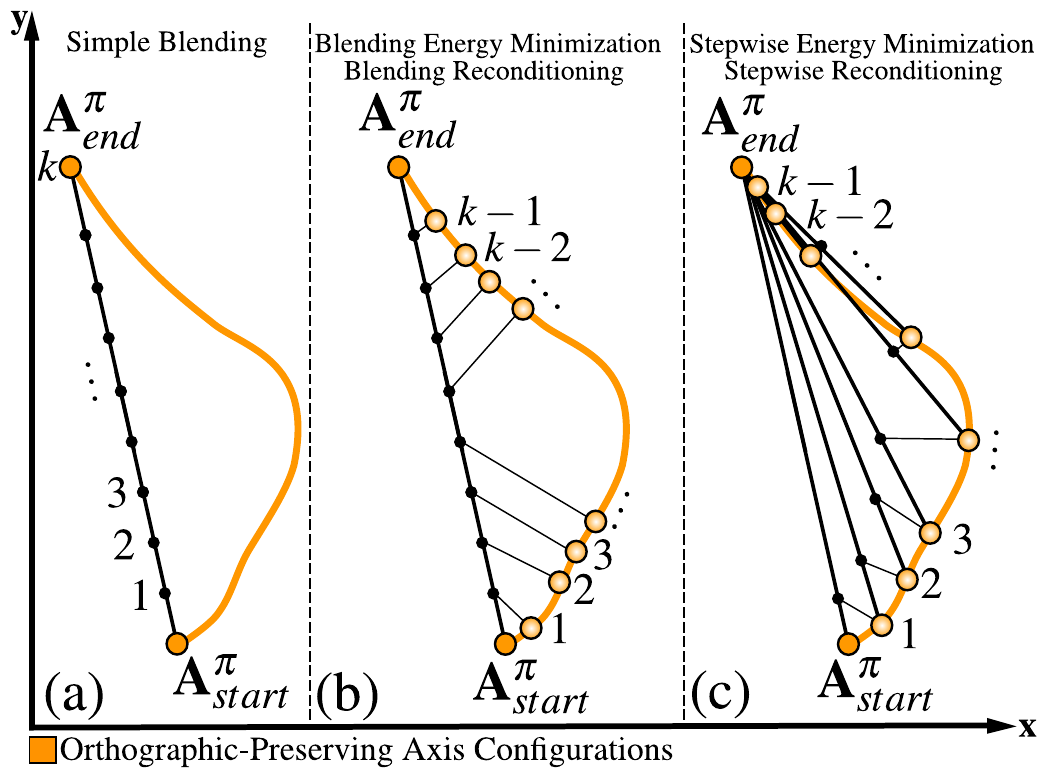 y
Simple Blending
A^π_end
k
⋮
3
2
1
A^π_start
(a)
Blending Energy Minimization
Blending Reconditioning
A^π_end
k − 1
k − 2
⋱
⋰
3
2
1
A^π_start
(b)
Stepwise Energy Minimization
Stepwise Reconditioning
A^π_end
k − 1
k − 2
⋱
⋮
3
2
1
A^π_start
(c)
x
Orthographic-Preserving Axis Configurations